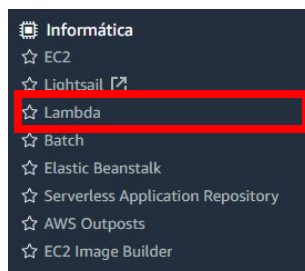 Informática
EC2
Lightsail
Lambda
Batch
Elastic Beanstalk
Serverless Application Repository
AWS Outposts
EC2 Image Builder